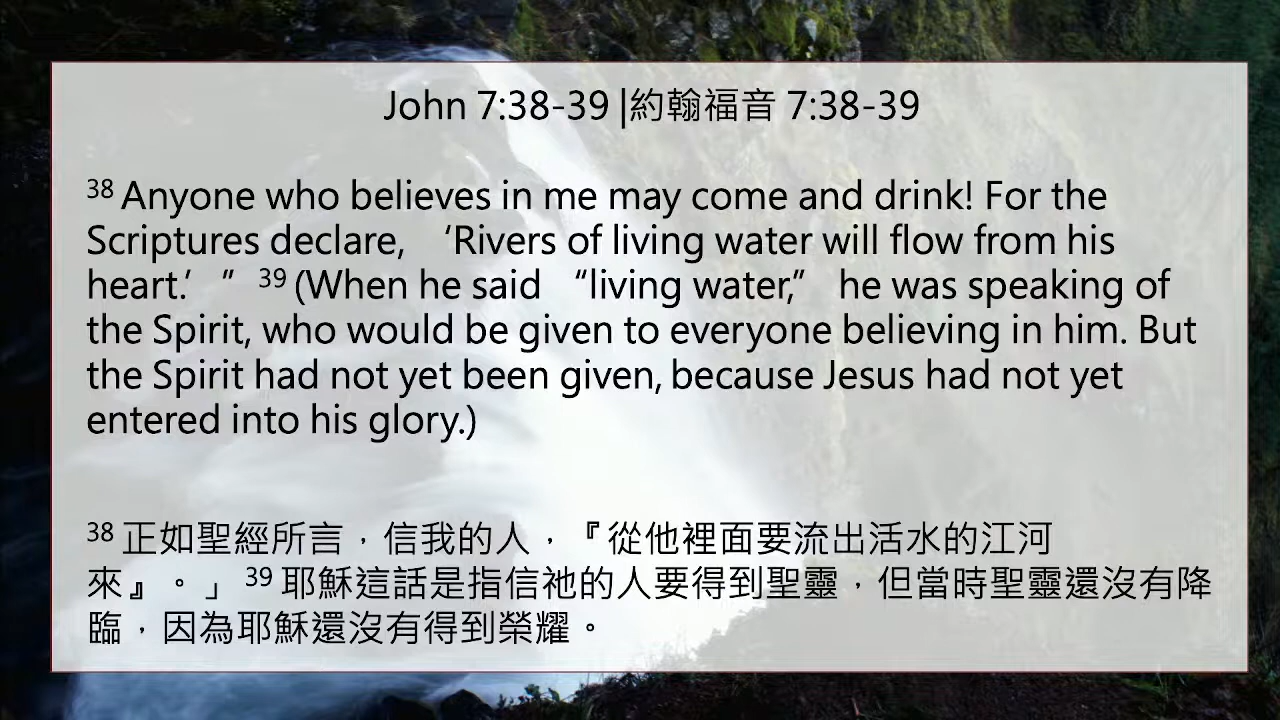 John 7:38-39 |約翰福音 7:38-39
38 Anyone who believes in me may come and drink! For the
Scriptures declare, ‘Rivers of living water will flow from his
heart.’ ” 39 (When he said “living water,” he was speaking of
the Spirit, who would be given to everyone believing in him. But
the Spirit had not yet been given, because Jesus had not yet
entered into his glory.)
38 正如聖經所言，信我的人，『從他裡面要流出活水的江河
來』。」 39 耶穌這話是指信祂的人要得到聖靈，但當時聖靈還沒有降
臨，因為耶穌還沒有得到榮耀。